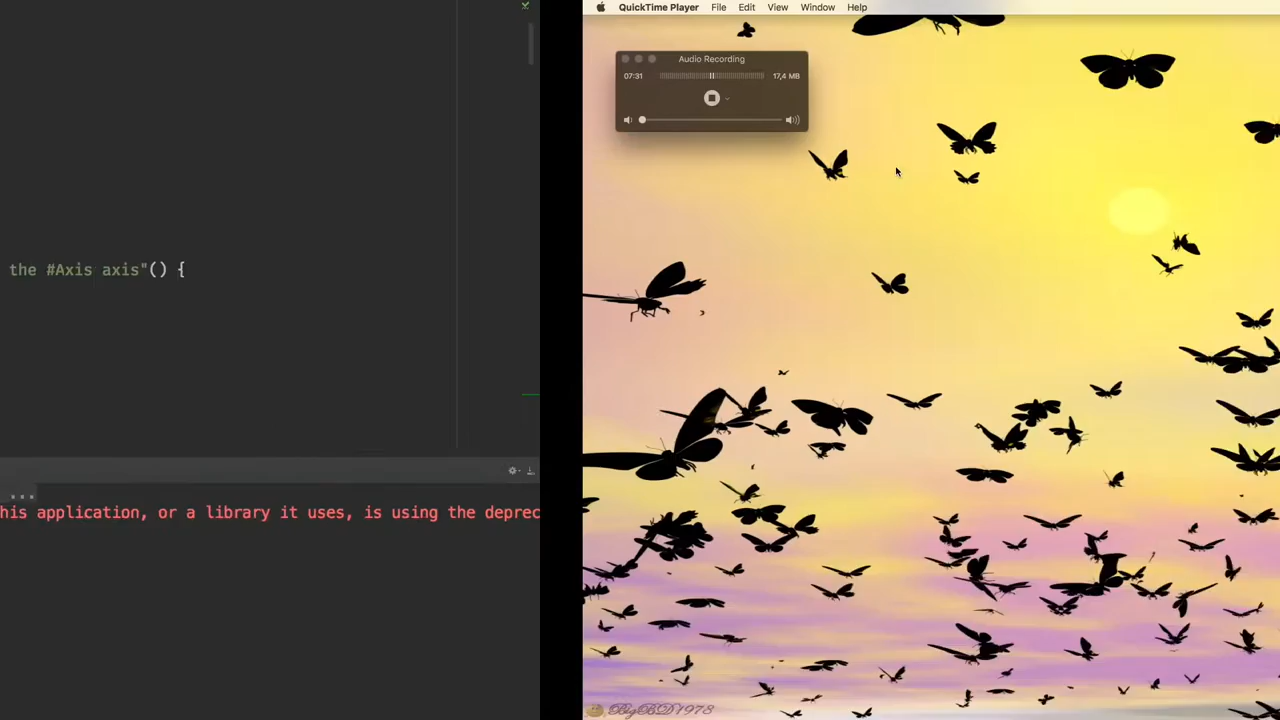 QuickTime Player File Edit View Window Help
Audio Recording
07:31 17,4 MB
the #Axis axis"() {
...
his application, or a library it uses, is using the deprec
BigBD1978